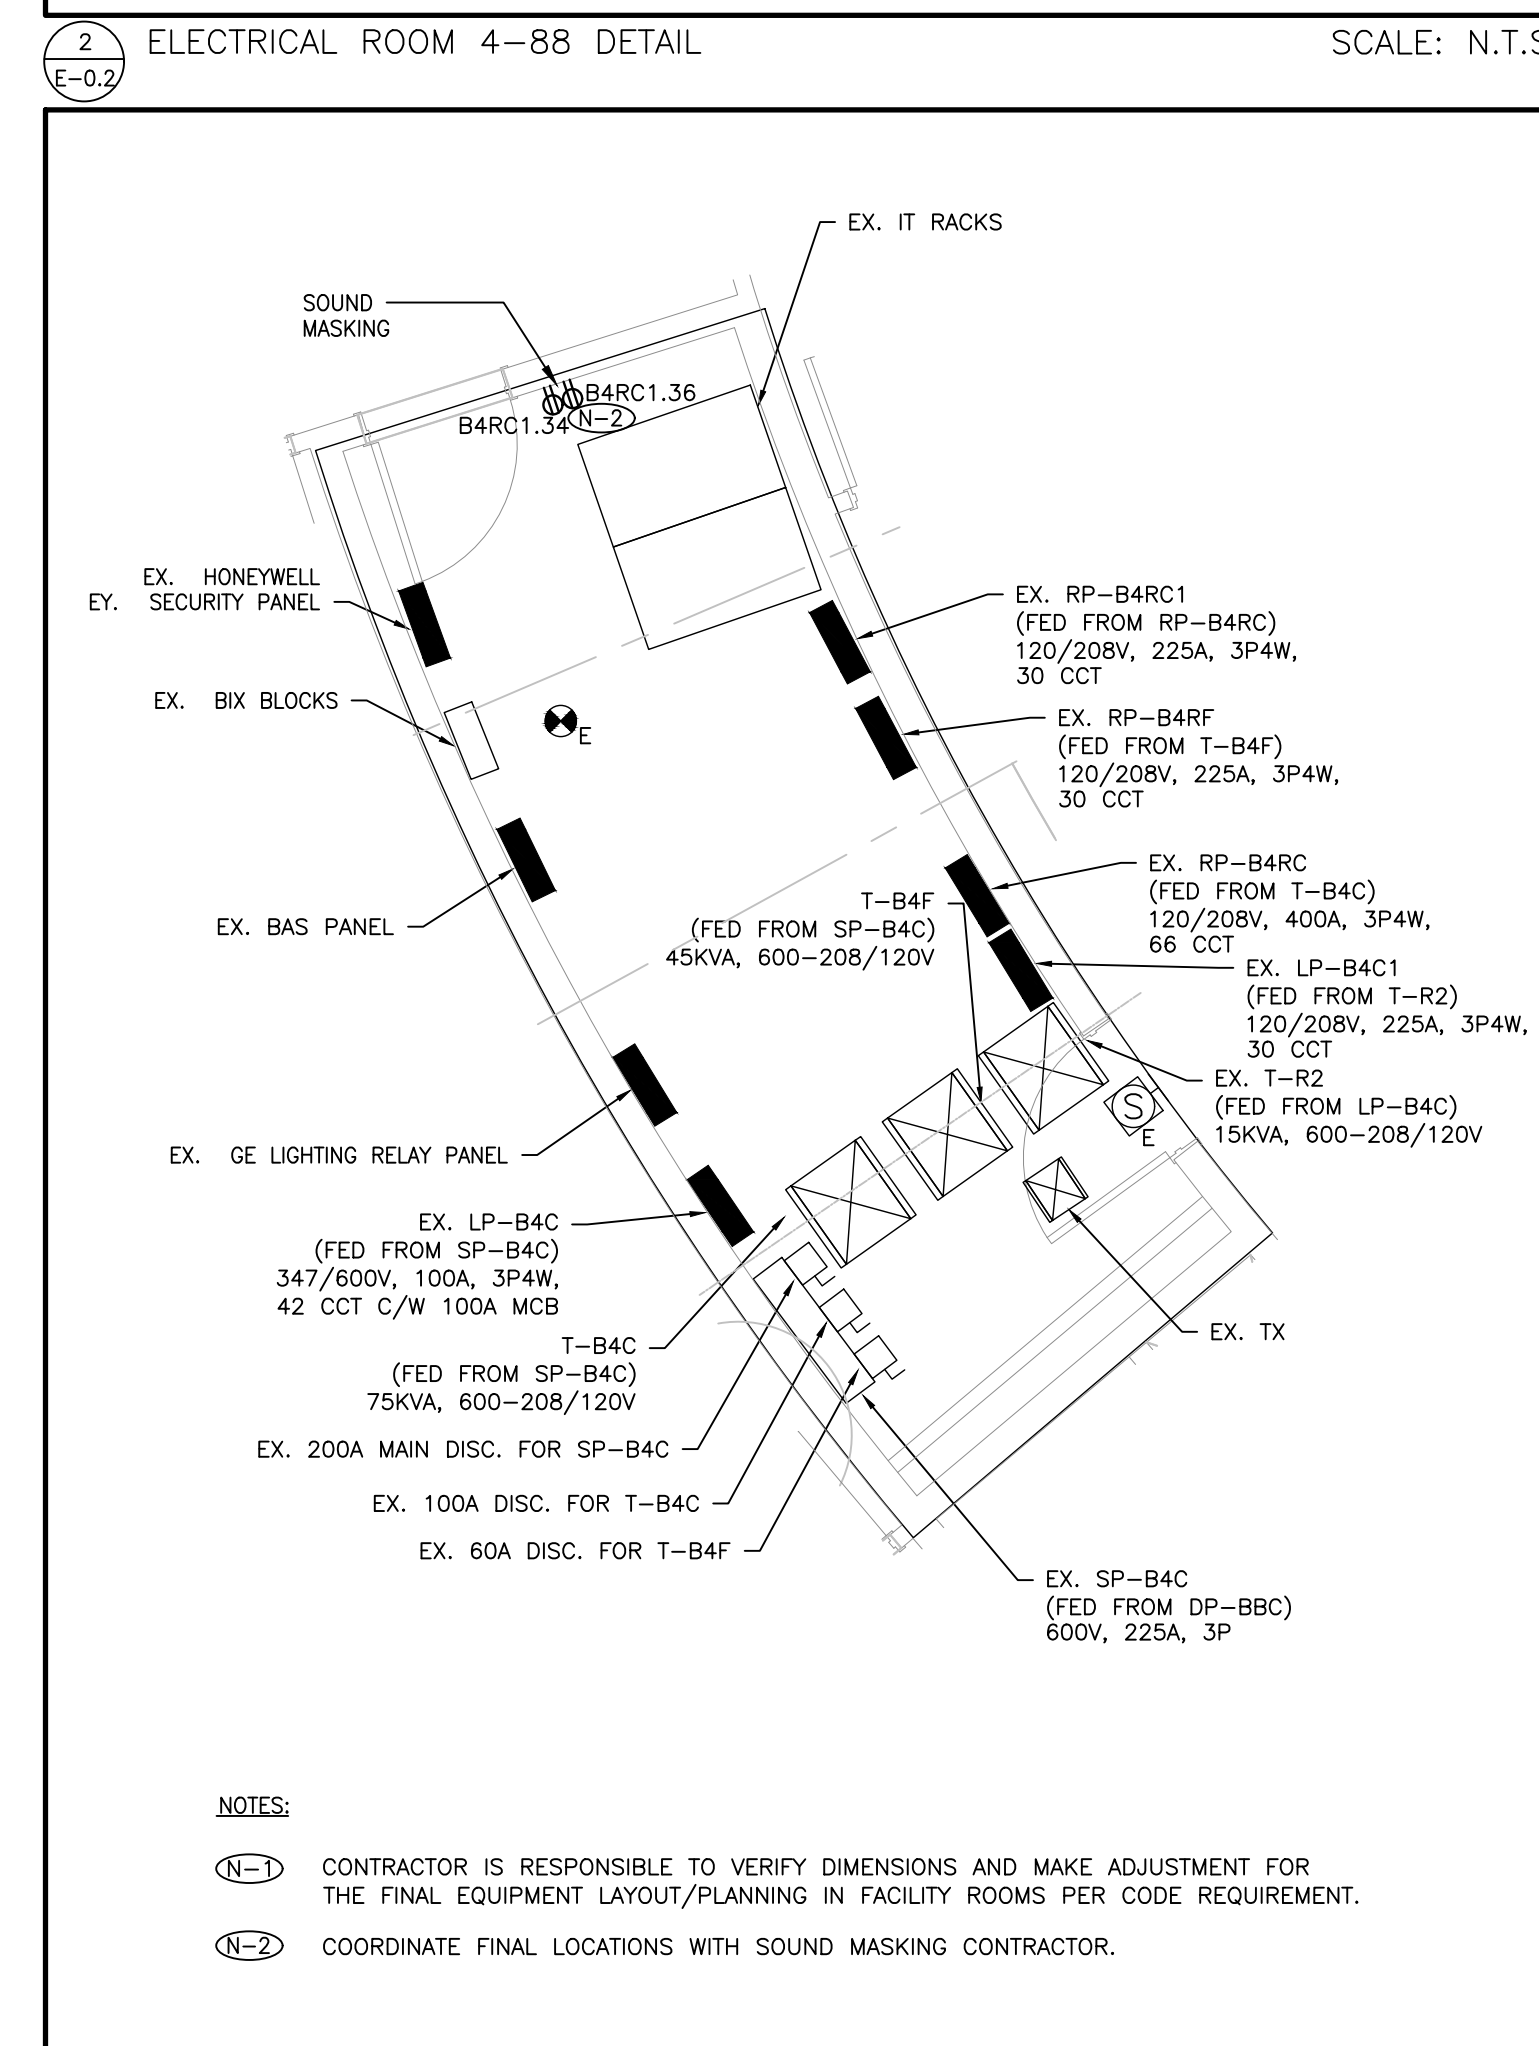 2
E-0.2
ELECTRICAL ROOM 4-88 DETAIL
SCALE: N.T.S
EX. IT RACKS
SOUND
MASKING
B4RC1.36
B4RC1.34
N-2
EX. HONEYWELL
EY. SECURITY PANEL
EX. BIX BLOCKS
E
EX. RP-B4RC1
(FED FROM RP-B4RC)
120/208V, 225A, 3P4W,
30 CCT
EX. RP-B4RF
(FED FROM T-B4F)
120/208V, 225A, 3P4W,
30 CCT
EX. BAS PANEL
T-B4F
(FED FROM SP-B4C)
45KVA, 600-208/120V
EX. RP-B4RC
(FED FROM T-B4C)
120/208V, 400A, 3P4W,
66 CCT
EX. LP-B4C1
(FED FROM T-R2)
120/208V, 225A, 3P4W,
30 CCT
EX. T-R2
(FED FROM LP-B4C)
15KVA, 600-208/120V
S
E
EX. GE LIGHTING RELAY PANEL
EX. LP-B4C
(FED FROM SP-B4C)
347/600V, 100A, 3P4W,
42 CCT C/W 100A MCB
EX. TX
T-B4C
(FED FROM SP-B4C)
75KVA, 600-208/120V
EX. 200A MAIN DISC. FOR SP-B4C
EX. 100A DISC. FOR T-B4C
EX. 60A DISC. FOR T-B4F
EX. SP-B4C
(FED FROM DP-BBC)
600V, 225A, 3P
NOTES:
N-1 CONTRACTOR IS RESPONSIBLE TO VERIFY DIMENSIONS AND MAKE ADJUSTMENT FOR
THE FINAL EQUIPMENT LAYOUT/PLANNING IN FACILITY ROOMS PER CODE REQUIREMENT.
N-2 COORDINATE FINAL LOCATIONS WITH SOUND MASKING CONTRACTOR.